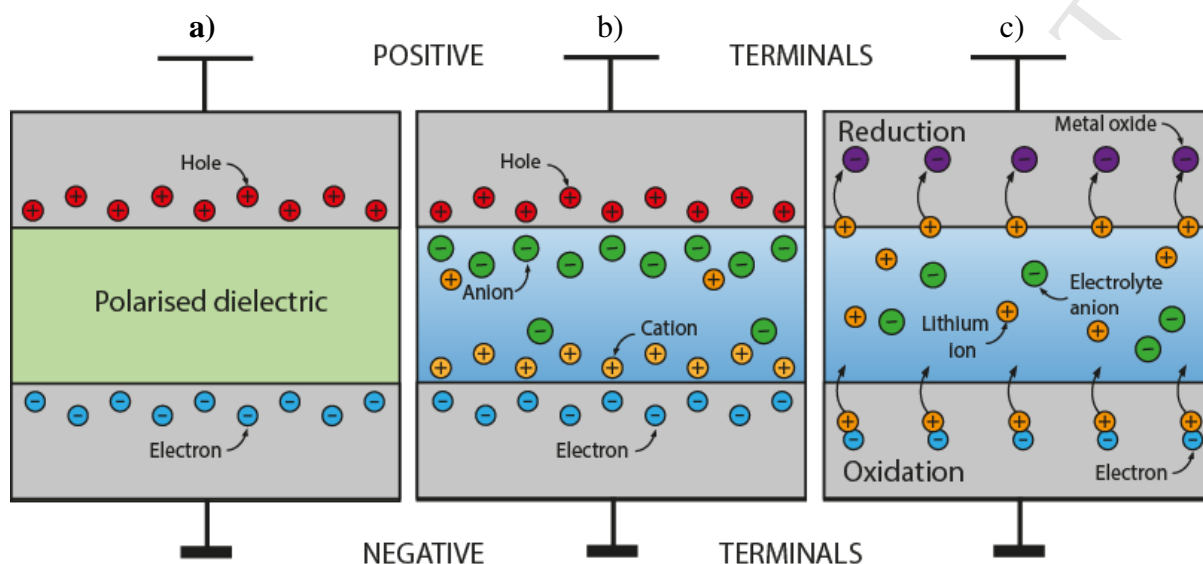 a)
b)
c)
POSITIVE
TERMINALS
Hole
Polarised dielectric
Electron
Hole
Anion
Cation
Electron
Reduction
Metal oxide
Electrolyte
anion
Lithium
ion
Oxidation
Electron
NEGATIVE
TERMINALS